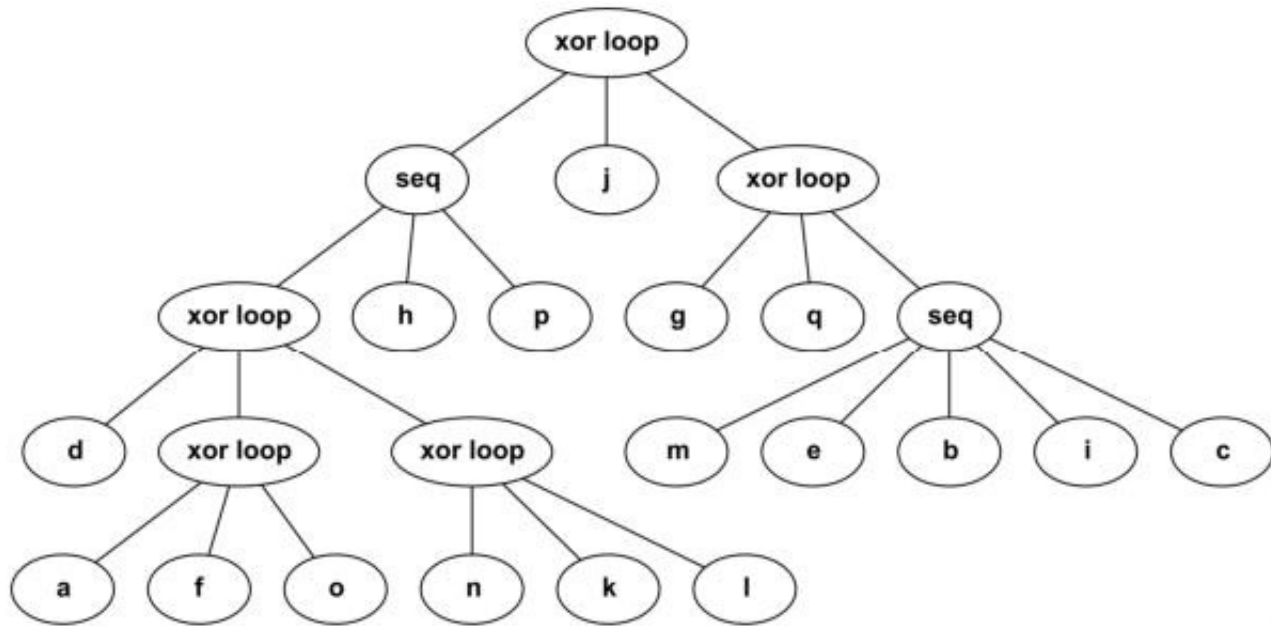 xor loop
seq j xor loop
xor loop h p g q seq
d xor loop xor loop m e b i c
a f o n k l